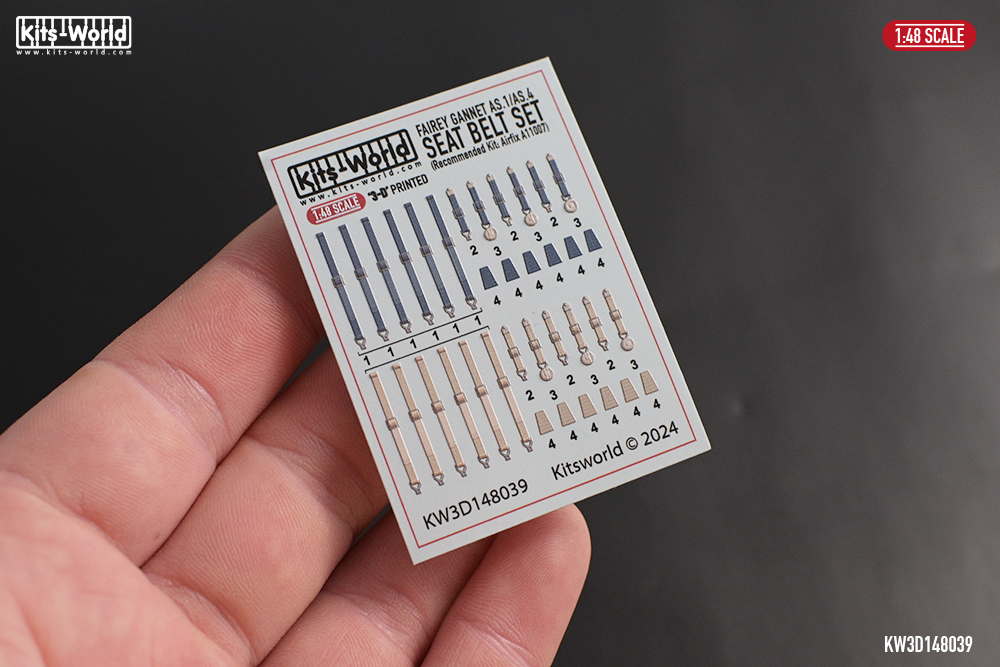 Kits-World
www.kits-world.com
1:48 SCALE
Kits-World
www.kits-world.com
FAIREY GANNET AS.1/AS.4
SEAT BELT SET
(Recommended Kit: Airfix A11007)
1:48 SCALE
"3-D" PRINTED
2 3 2 3 2 3
4 4 4 4 4 4
1 1 1 1 1 1
2 3 2 3 2 3
4 4 4 4 4 4
KW3D148039
Kitsworld © 2024
KW3D148039